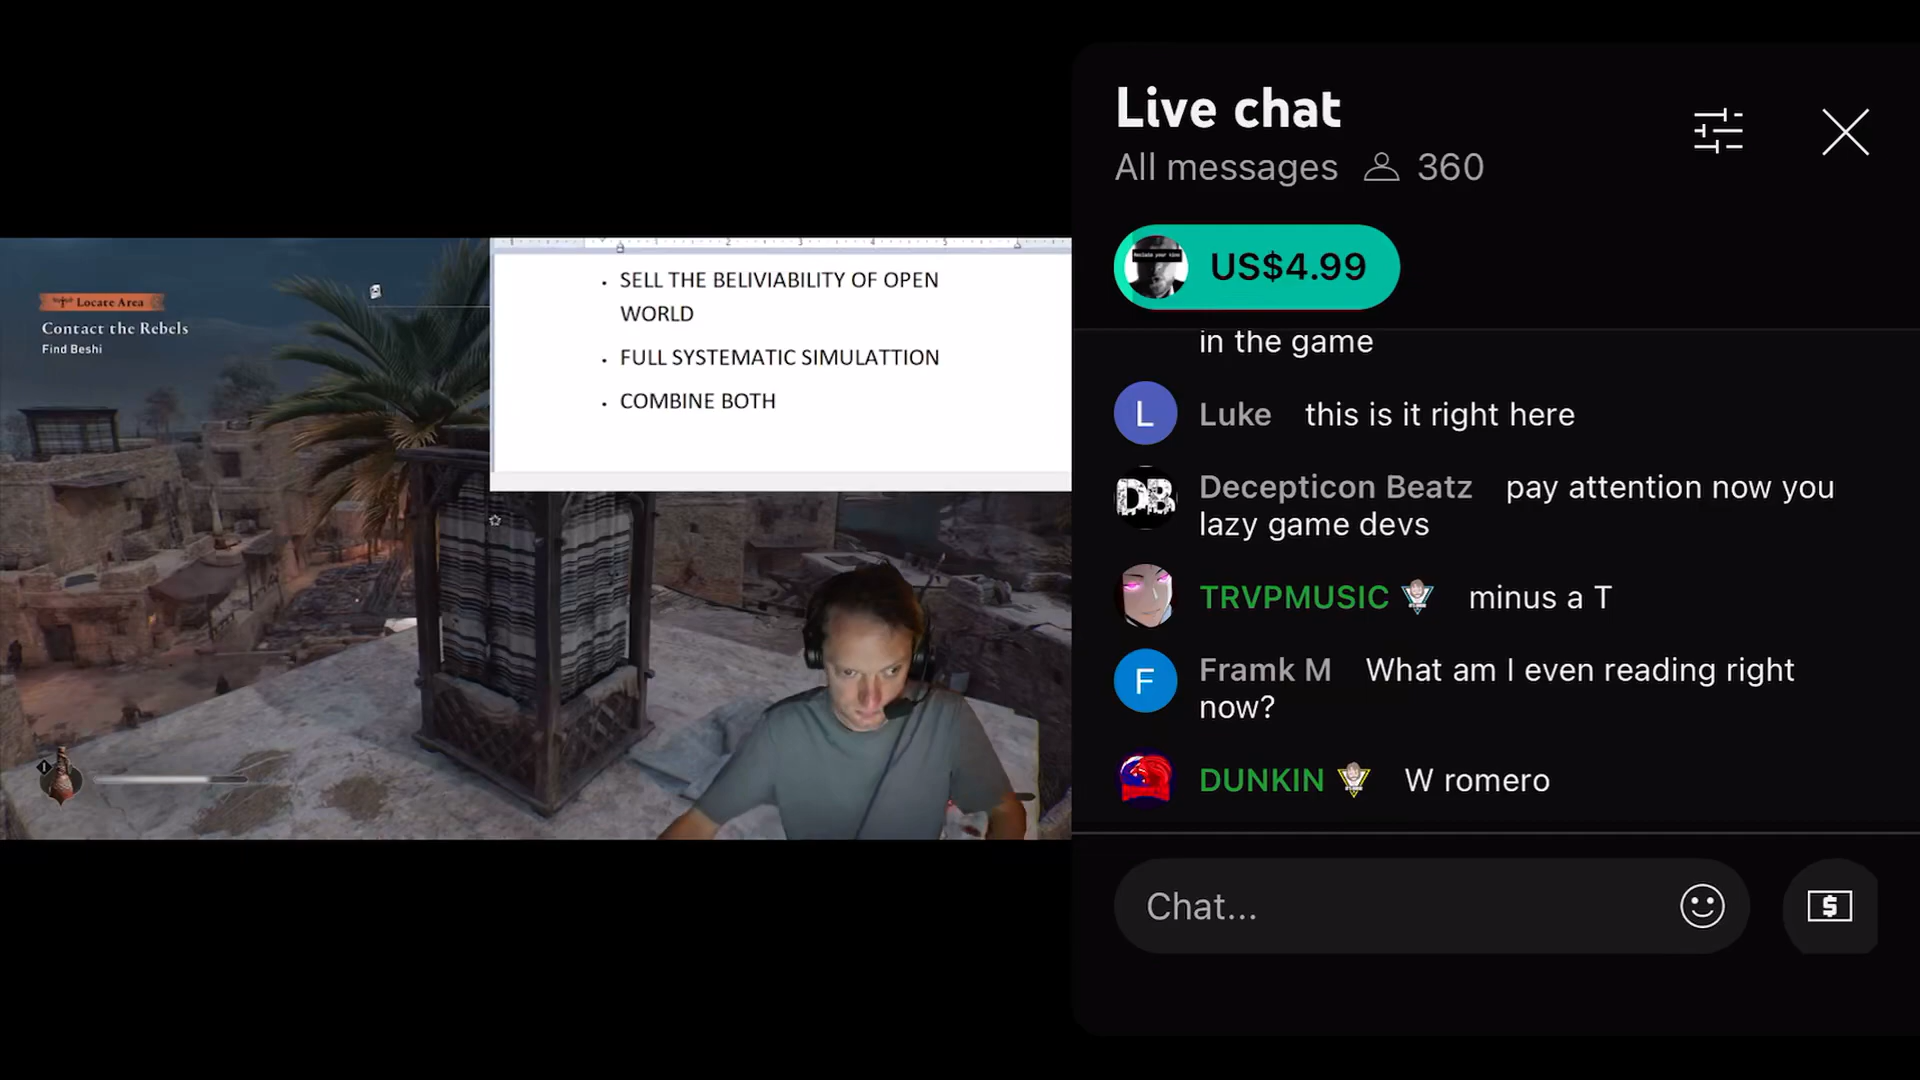 Locate Area
Contact the Rebels
Find Beshi
SELL THE BELIVIABILITY OF OPEN
WORLD
FULL SYSTEMATIC SIMULATTION
COMBINE BOTH
Live chat
All messages 360
US$4.99
in the game
L Luke this is it right here
DB Decepticon Beatz pay attention now you
lazy game devs
TRVPMUSIC minus a T
F Framk M What am I even reading right
now?
DUNKIN W romero
Chat...